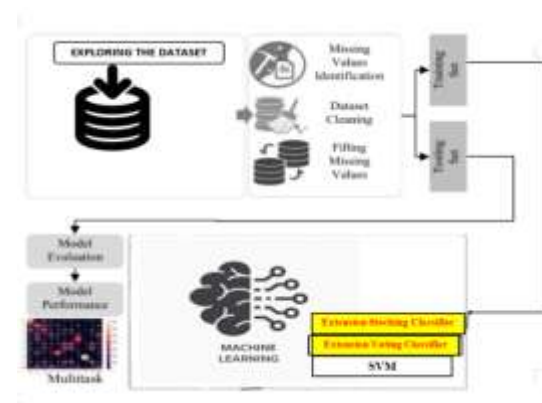 EXPLORING THE DATASET
Missing
Values
Identification
Dataset
Cleaning
Filling
Missing
Values
Training
Set
Testing
Set
Model
Evaluation
Model
Performance
Multitask
MACHINE
LEARNING
Extension-Stacking Classifier
Extension-Voting Classifier
SVM